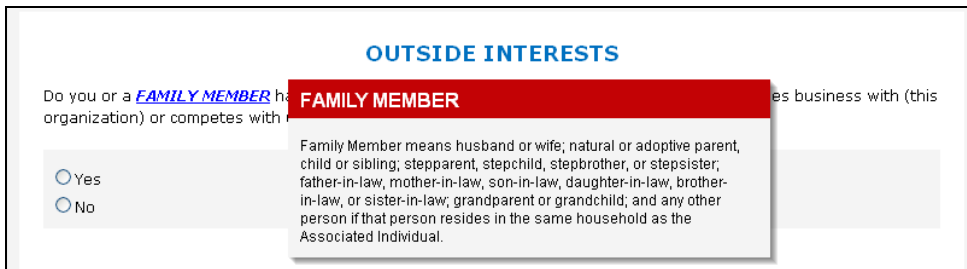 OUTSIDE INTERESTS
Do you or a FAMILY MEMBER ha
es business with (this
organization) or competes with
FAMILY MEMBER
Family Member means husband or wife; natural or adoptive parent,
child or sibling; stepparent, stepchild, stepbrother, or stepsister;
father-in-law, mother-in-law, son-in-law, daughter-in-law, brother-
in-law, or sister-in-law; grandparent or grandchild; and any other
person if that person resides in the same household as the
Associated Individual.
Yes
No